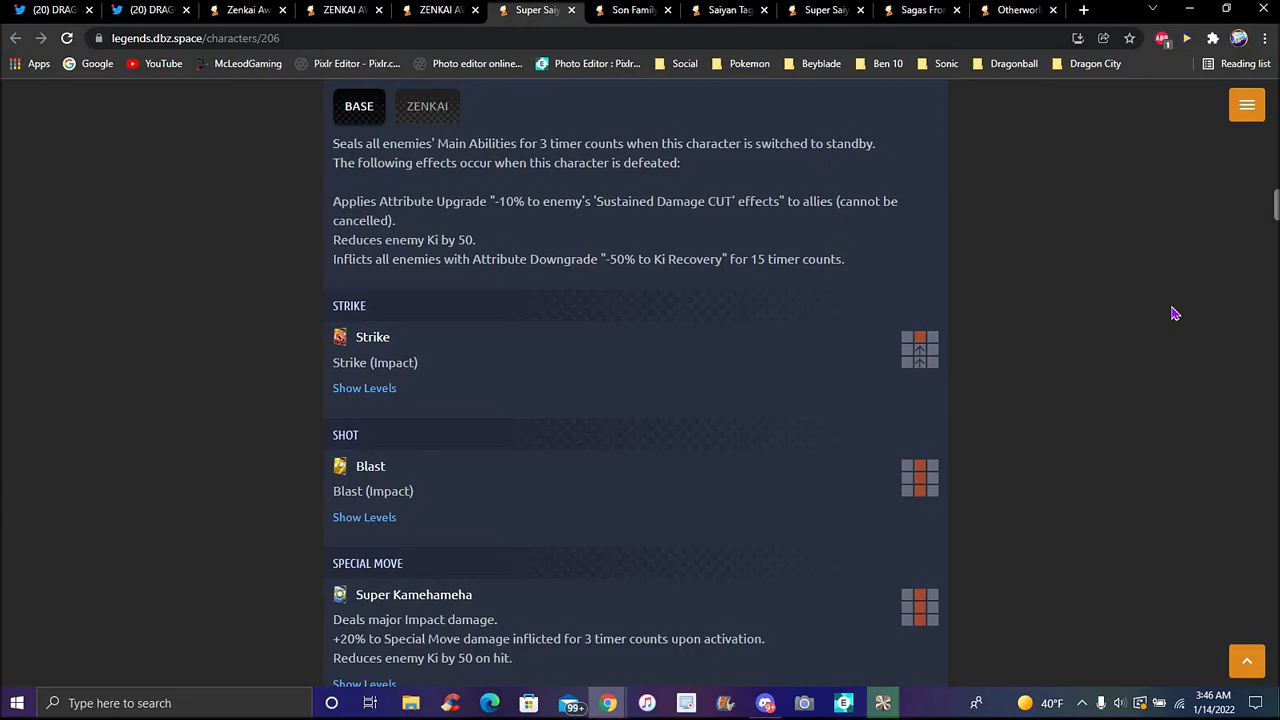 (20) DRAG
(20) DRAG
Zenkai Aw
ZENKAI AV
ZENKAI AV
Super Saiy
Son Family
Saiyan Tag
Super Saiy
Sagas Fro
Otherworl
legends.dbz.space/characters/206
1
Apps
Google
YouTube
McLeodGaming
Pixlr Editor - Pixlr.c...
Photo editor online...
Photo Editor : Pixlr...
Social
Pokemon
Beyblade
Ben 10
Sonic
Dragonball
Dragon City
Reading list
BASE
ZENKAI
Seals all enemies' Main Abilities for 3 timer counts when this character is switched to standby.
The following effects occur when this character is defeated:
Applies Attribute Upgrade "-10% to enemy's 'Sustained Damage CUT' effects" to allies (cannot be
cancelled).
Reduces enemy Ki by 50.
Inflicts all enemies with Attribute Downgrade "-50% to Ki Recovery" for 15 timer counts.
STRIKE
Strike
Strike (Impact)
Show Levels
SHOT
Blast
Blast (Impact)
Show Levels
SPECIAL MOVE
Super Kamehameha
Deals major Impact damage.
+20% to Special Move damage inflicted for 3 timer counts upon activation.
Reduces enemy Ki by 50 on hit.
Show Levels
Type here to search
99+
40°F
3:46 AM
1/14/2022